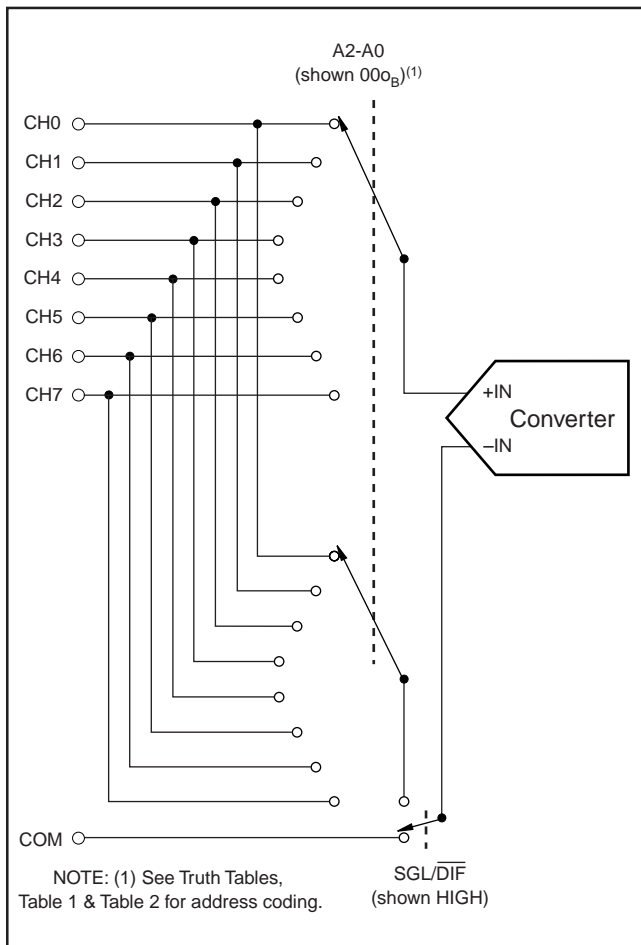 A2-A0
(shown 00oB)(1)
CH0
CH1
CH2
CH3
CH4
CH5
CH6
CH7
+IN
Converter
–IN
COM
NOTE: (1) See Truth Tables,
Table 1 & Table 2 for address coding.
SGL/DIF
(shown HIGH)